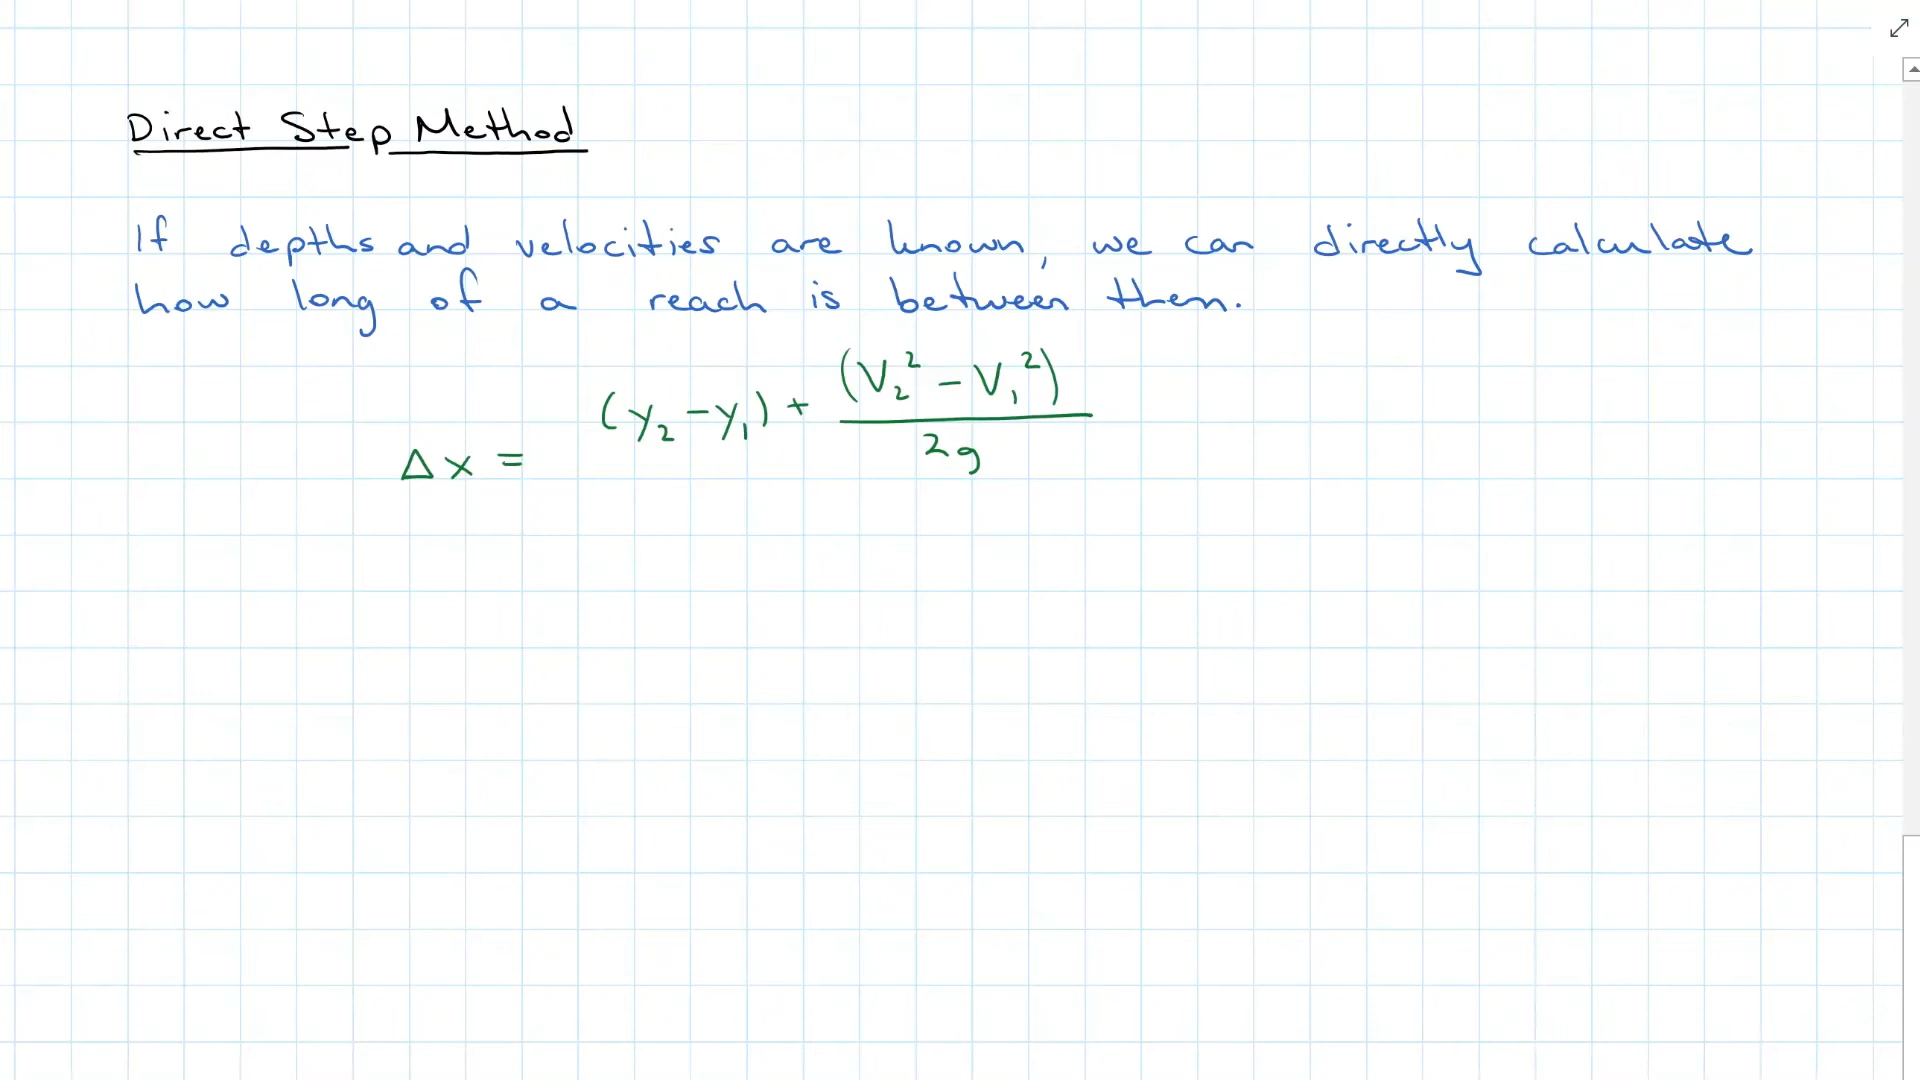 Direct Step Method
If depths and velocities are known, we can directly calculate
how long of a reach is between them.
Δx = (y₂ - y₁) + (V₂² - V₁²) / 2g